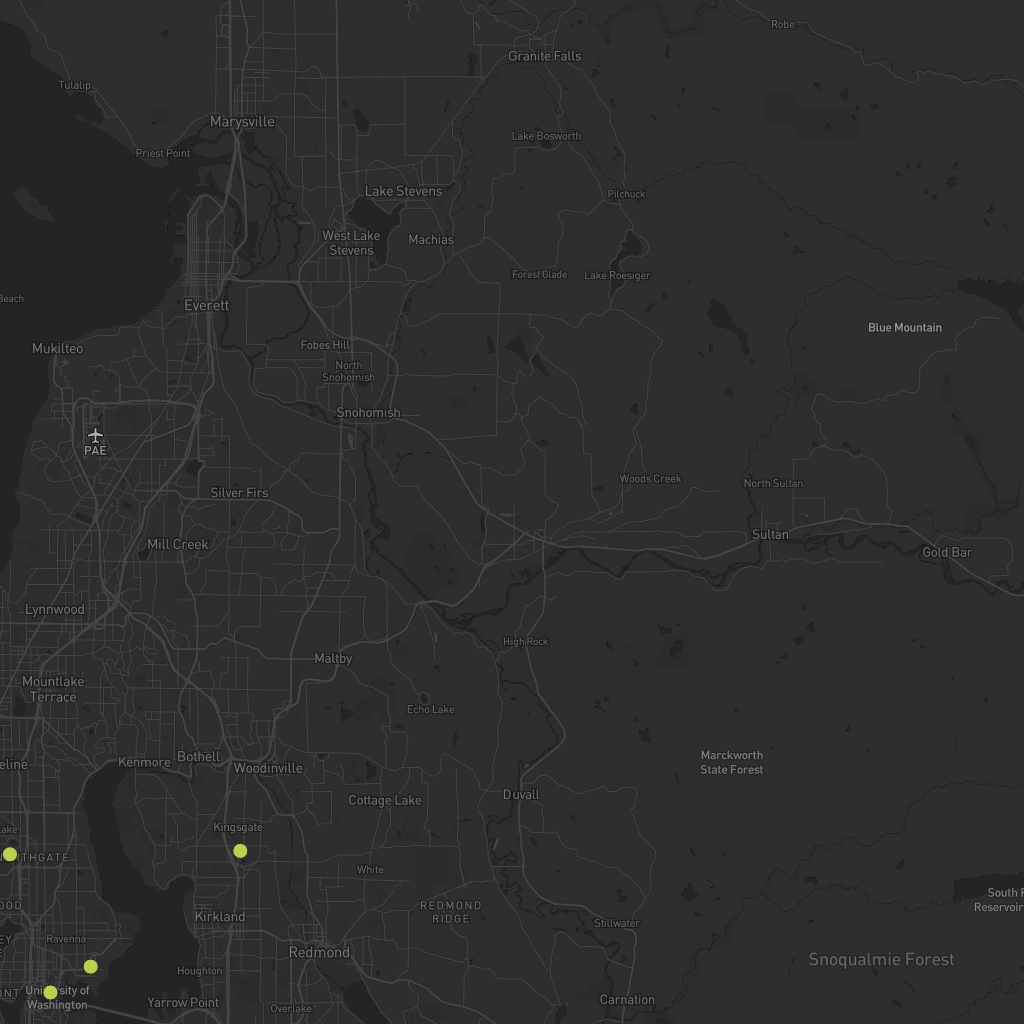 Robe
Granite Falls
Tulalip
Marysville
Lake Bosworth
Priest Point
Lake Stevens
Pilchuck
West Lake
Stevens
Machias
Forest Glade
Lake Roesiger
Beach
Everett
Blue Mountain
Mukilteo
Fobes Hill
North
Snohomish
Snohomish
PAE
Woods Creek
North Sultan
Silver Firs
Sultan
Mill Creek
Gold Bar
Lynnwood
High Rock
Maltby
Mountlake
Terrace
Echo Lake
Marckworth
State Forest
Bothell
Kenmore
eline
Woodinville
Duvall
Cottage Lake
Kingsgate
ake
RTHGATE
White
South F
Reservoir
OOD
REDMOND
RIDGE
Kirkland
Stillwater
EY
E
Ravenna
Redmond
Snoqualmie Forest
Houghton
ONT
University of
Washington
Yarrow Point
Overlake
Carnation